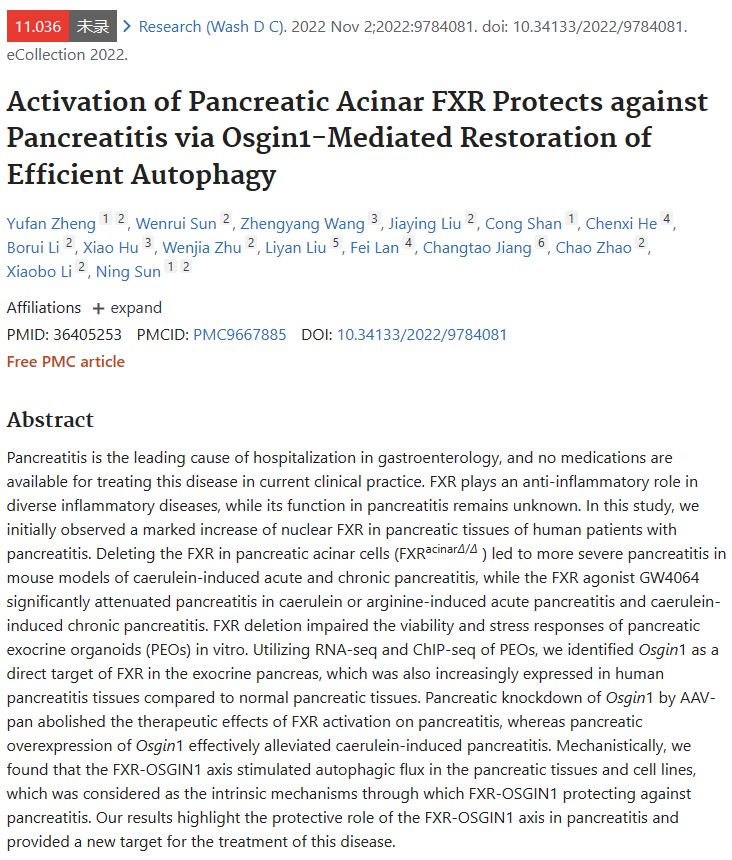 11.036 未录 > Research (Wash D C). 2022 Nov 2;2022:9784081. doi: 10.34133/2022/9784081.
eCollection 2022.
Activation of Pancreatic Acinar FXR Protects against
Pancreatitis via Osgin1-Mediated Restoration of
Efficient Autophagy
Yufan Zheng 1 2, Wenrui Sun 2, Zhengyang Wang 3, Jiaying Liu 2, Cong Shan 1, Chenxi He 4,
Borui Li 2, Xiao Hu 3, Wenjia Zhu 2, Liyan Liu 5, Fei Lan 4, Changtao Jiang 6, Chao Zhao 2,
Xiaobo Li 2, Ning Sun 1 2
Affiliations + expand
PMID: 36405253 PMCID: PMC9667885 DOI: 10.34133/2022/9784081
Free PMC article
Abstract
Pancreatitis is the leading cause of hospitalization in gastroenterology, and no medications are
available for treating this disease in current clinical practice. FXR plays an anti-inflammatory role in
diverse inflammatory diseases, while its function in pancreatitis remains unknown. In this study, we
initially observed a marked increase of nuclear FXR in pancreatic tissues of human patients with
pancreatitis. Deleting the FXR in pancreatic acinar cells (FXRacinarΔ/Δ ) led to more severe pancreatitis in
mouse models of caerulein-induced acute and chronic pancreatitis, while the FXR agonist GW4064
significantly attenuated pancreatitis in caerulein or arginine-induced acute pancreatitis and caerulein-
induced chronic pancreatitis. FXR deletion impaired the viability and stress responses of pancreatic
exocrine organoids (PEOs) in vitro. Utilizing RNA-seq and ChIP-seq of PEOs, we identified Osgin1 as a
direct target of FXR in the exocrine pancreas, which was also increasingly expressed in human
pancreatitis tissues compared to normal pancreatic tissues. Pancreatic knockdown of Osgin1 by AAV-
pan abolished the therapeutic effects of FXR activation on pancreatitis, whereas pancreatic
overexpression of Osgin1 effectively alleviated caerulein-induced pancreatitis. Mechanistically, we
found that the FXR-OSGIN1 axis stimulated autophagic flux in the pancreatic tissues and cell lines,
which was considered as the intrinsic mechanisms through which FXR-OSGIN1 protecting against
pancreatitis. Our results highlight the protective role of the FXR-OSGIN1 axis in pancreatitis and
provided a new target for the treatment of this disease.